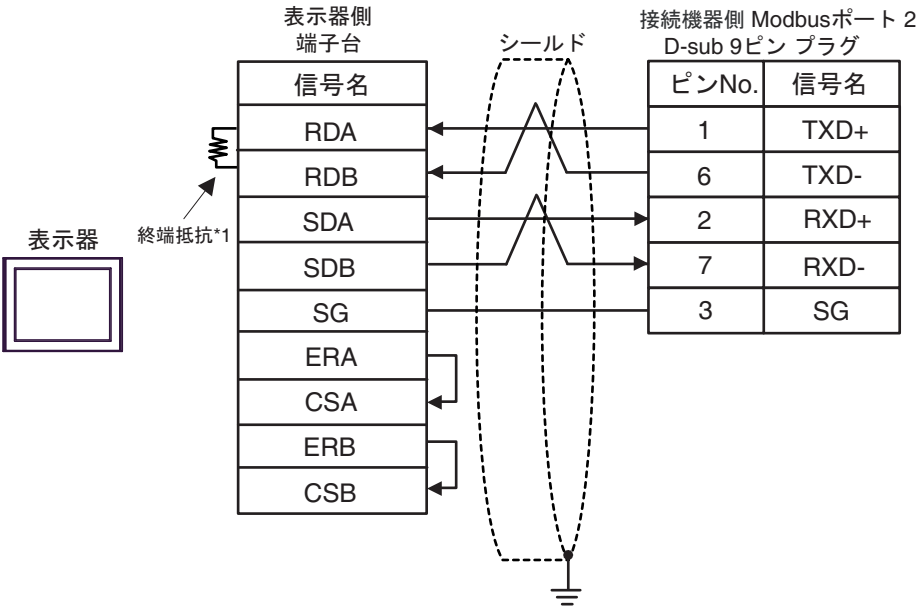 表示器側
端子台
シールド
接続機器側 Modbusポート 2
D-sub 9ピン プラグ
信号名
ピンNo. 信号名
RDA
1 TXD+
RDB
6 TXD-
SDA
2 RXD+
終端抵抗*1
表示器
SDB
7 RXD-
SG
3 SG
ERA
CSA
ERB
CSB